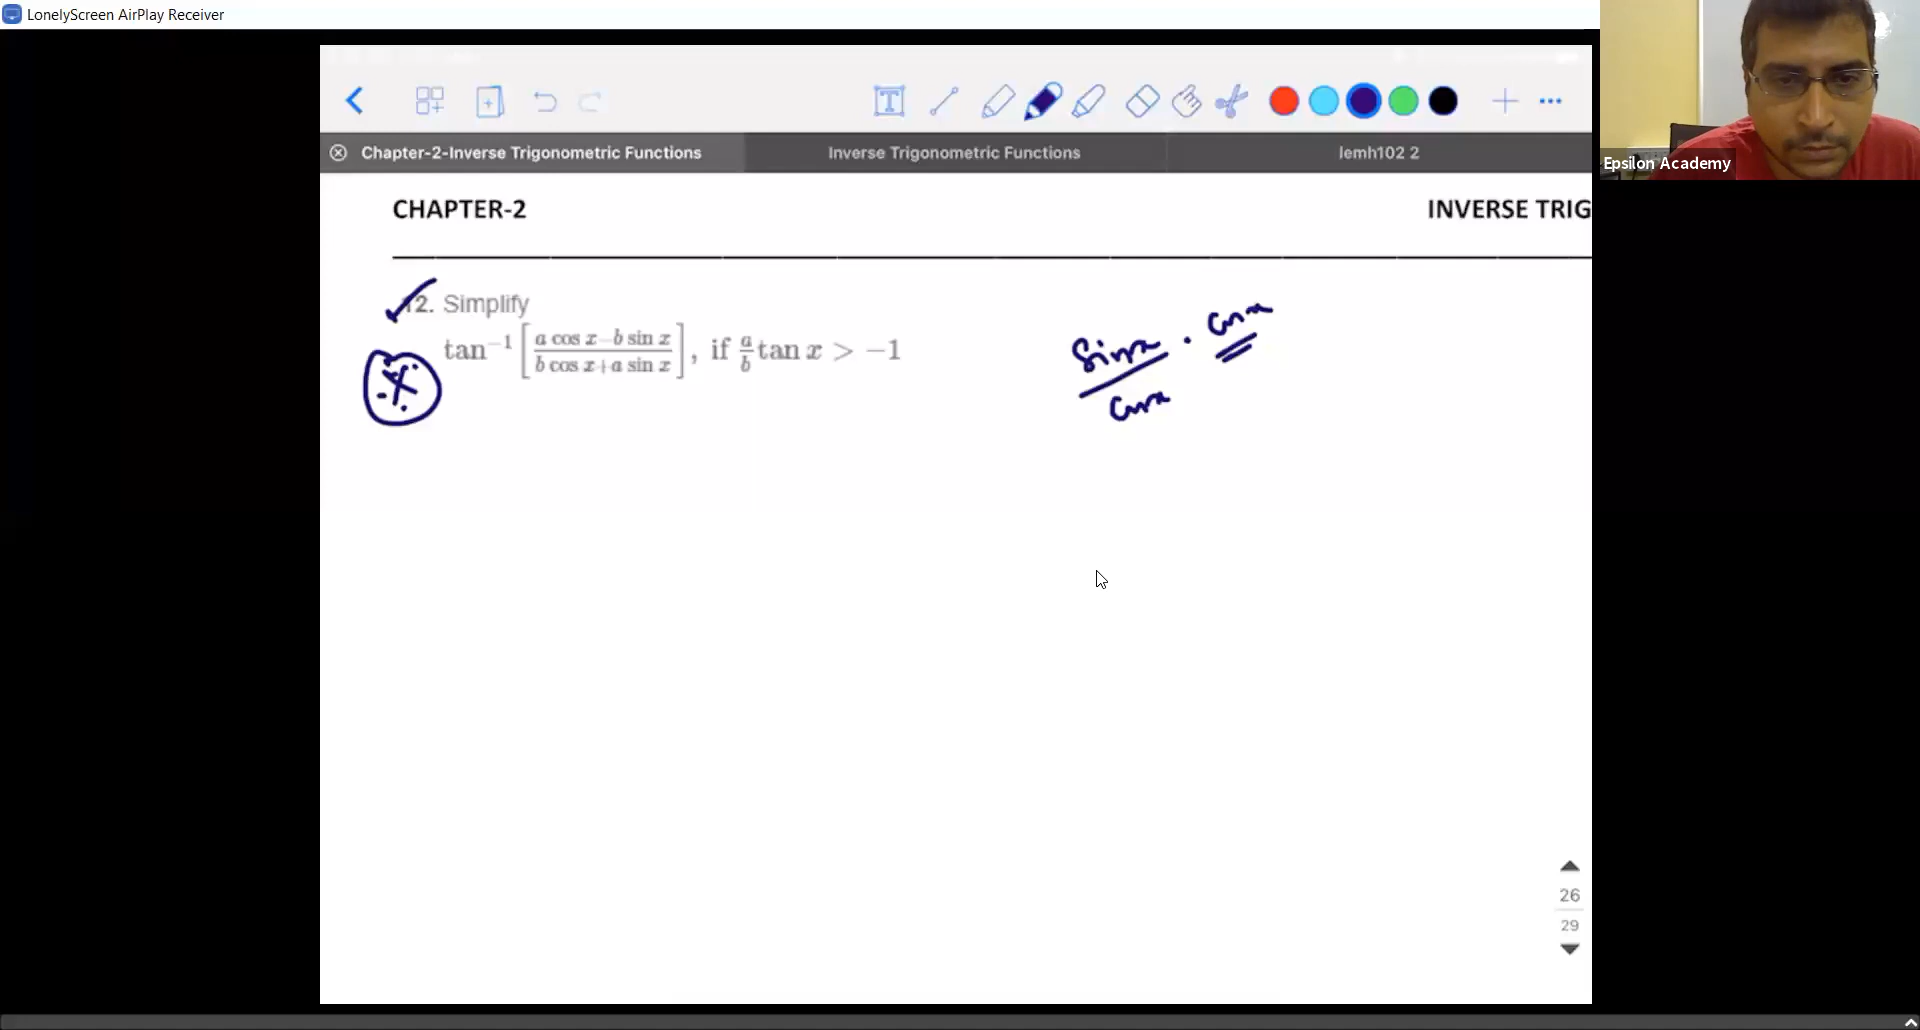 LonelyScreen AirPlay Receiver
Chapter-2-Inverse Trigonometric Functions
Inverse Trigonometric Functions
lemh102 2
Epsilon Academy
CHAPTER-2
INVERSE TRIG
12. Simplify
tan⁻¹ [a cos x−b sin x / b cos x+a sin x], if a/b tan x > −1
sinx / cosx · cosx
26
29